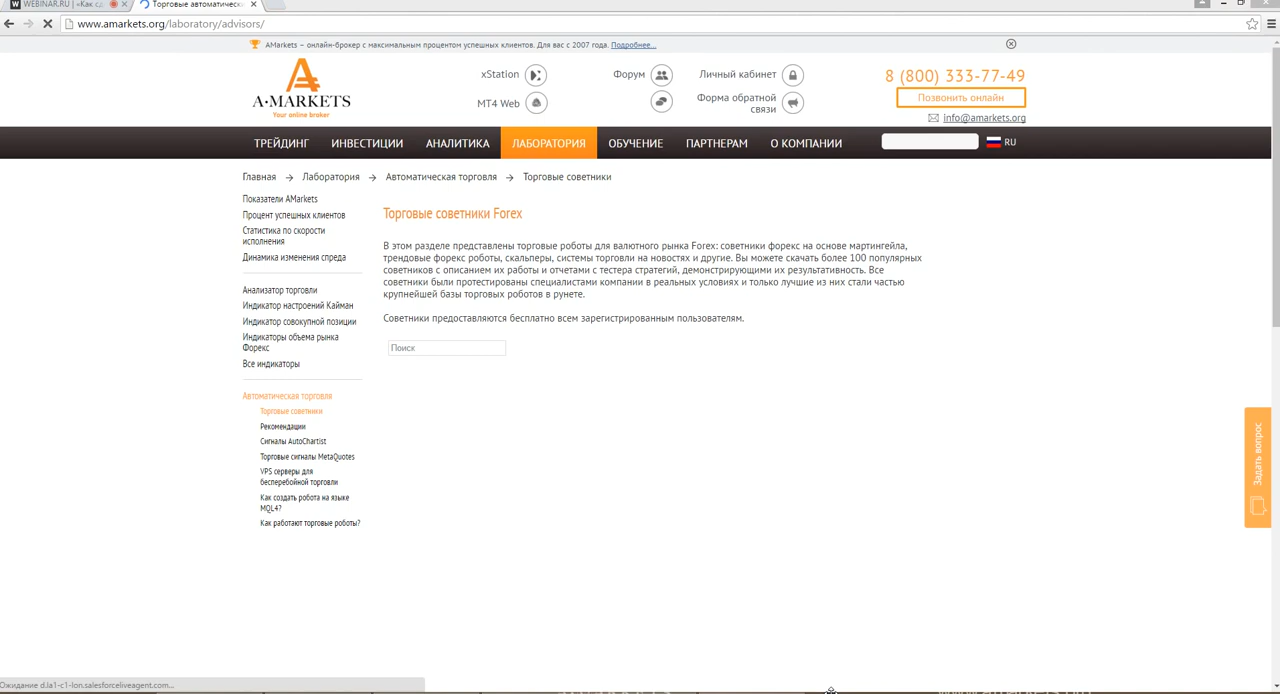 WEBINAR.RU | «Как сд
Торговые автоматическ
www.amarkets.org/laboratory/advisors/
AMarkets – онлайн-брокер с максимальным процентом успешных клиентов. Для вас с 2007 года. Подробнее...
A·MARKETS
Your online broker
xStation
MT4 Web
Форум
Личный кабинет
Форма обратной
связи
8 (800) 333-77-49
Позвонить онлайн
info@amarkets.org
ТРЕЙДИНГ ИНВЕСТИЦИИ АНАЛИТИКА ЛАБОРАТОРИЯ ОБУЧЕНИЕ ПАРТНЕРАМ О КОМПАНИИ RU
Главная → Лаборатория → Автоматическая торговля → Торговые советники
Показатели AMarkets
Процент успешных клиентов
Статистика по скорости
исполнения
Динамика изменения спреда
Анализатор торговли
Индикатор настроений Кайман
Индикатор совокупной позиции
Индикаторы объема рынка
Форекс
Все индикаторы
Автоматическая торговля
Торговые советники
Рекомендации
Сигналы AutoChartist
Торговые сигналы MetaQuotes
VPS серверы для
бесперебойной торговли
Как создать робота на языке
MQL4?
Как работают торговые роботы?
Торговые советники Forex
В этом разделе представлены торговые роботы для валютного рынка Forex: советники форекс на основе мартингейла,
трендовые форекс роботы, скальперы, системы торговли на новостях и другие. Вы можете скачать более 100 популярных
советников с описанием их работы и отчетами с тестера стратегий, демонстрирующими их результативность. Все
советники были протестированы специалистами компании в реальных условиях и только лучшие из них стали частью
крупнейшей базы торговых роботов в рунете.
Советники предоставляются бесплатно всем зарегистрированным пользователям.
Поиск
Задать вопрос
Ожидание d.la1-c1-lon.salesforceliveagent.com...